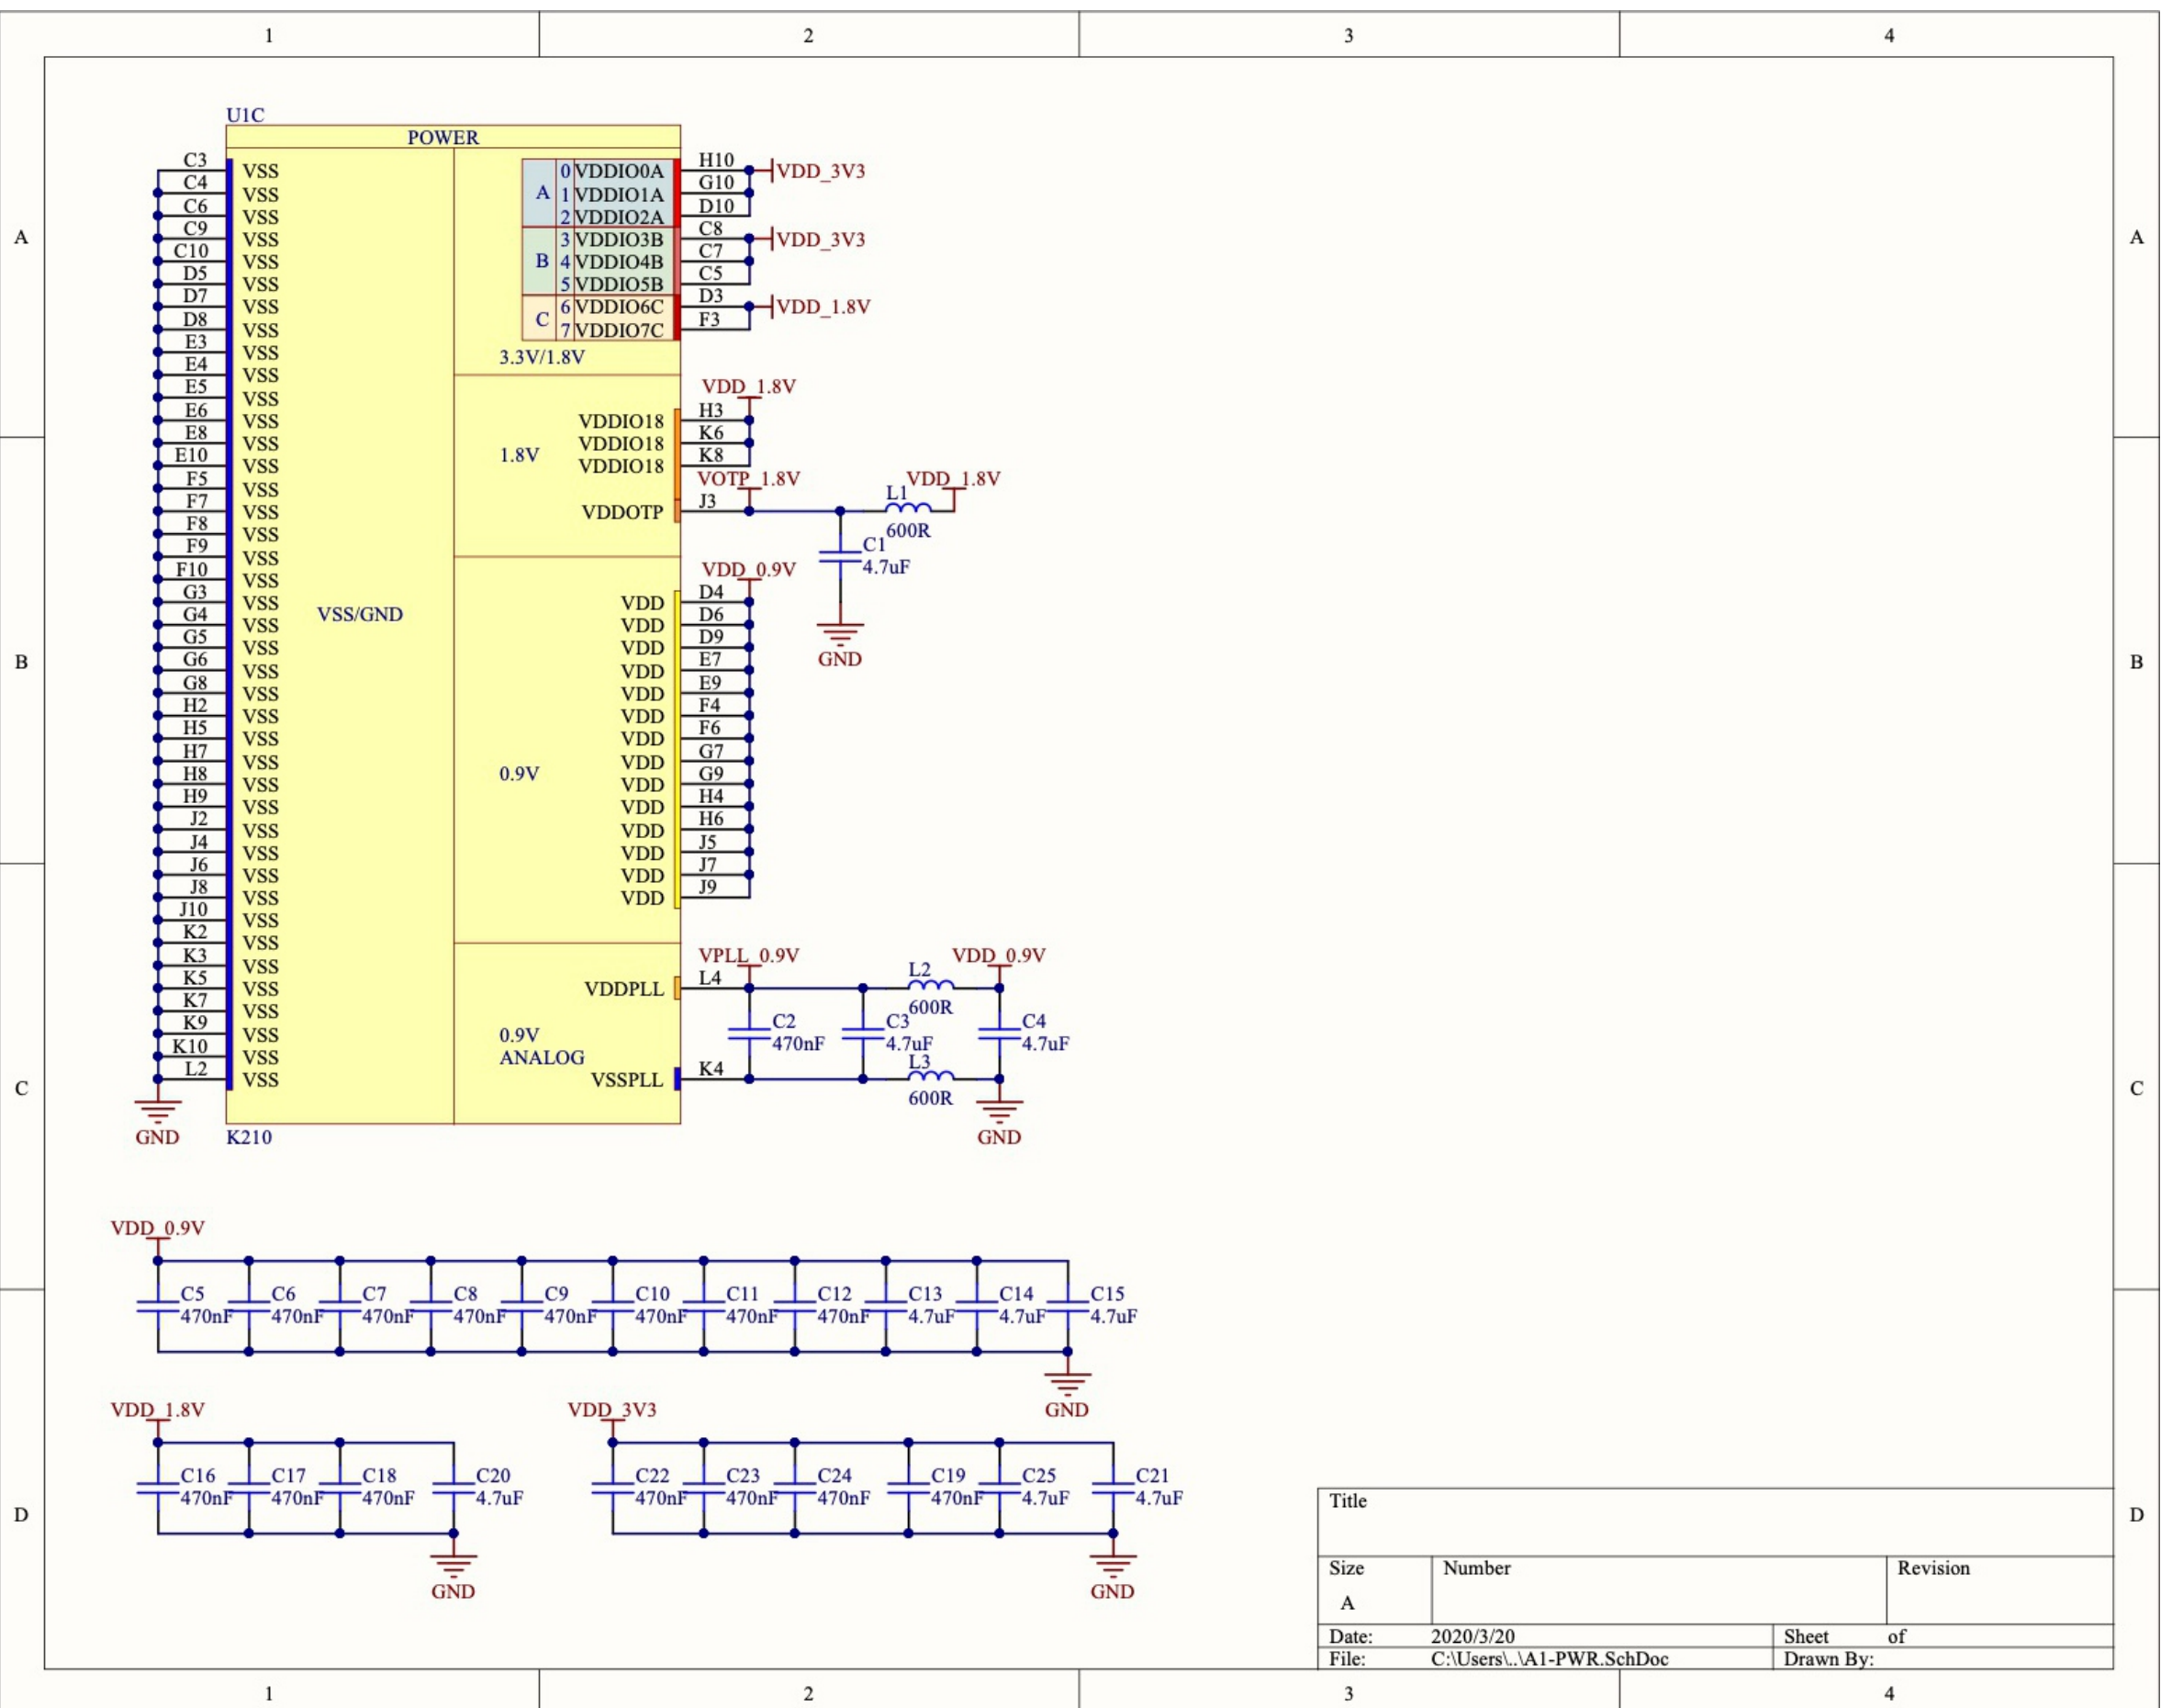 1 2 3 4
A A
B B
C C
D D
U1C
POWER
C3 VSS
C4 VSS
C6 VSS
C9 VSS
C10 VSS
D5 VSS
D7 VSS
D8 VSS
E3 VSS
E4 VSS
E5 VSS
E6 VSS
E8 VSS
E10 VSS
F5 VSS
F7 VSS
F8 VSS
F9 VSS
F10 VSS
G3 VSS
G4 VSS
G5 VSS
G6 VSS
G8 VSS
H2 VSS
H5 VSS
H7 VSS
H8 VSS
H9 VSS
J2 VSS
J4 VSS
J6 VSS
J8 VSS
J10 VSS
K2 VSS
K3 VSS
K5 VSS
K7 VSS
K9 VSS
K10 VSS
L2 VSS
GND
VSS/GND
K210
A
0 VDDIO0A H10 VDD_3V3
1 VDDIO1A G10
2 VDDIO2A D10
B
3 VDDIO3B C8 VDD_3V3
4 VDDIO4B C7
5 VDDIO5B C5
C
6 VDDIO6C D3 VDD_1.8V
7 VDDIO7C F3
3.3V/1.8V
VDD_1.8V
VDDIO18 H3
VDDIO18 K6
1.8V
VDDIO18 K8
VOTP_1.8V VDD_1.8V
VDDOTP J3
L1
600R
C1
4.7uF
GND
VDD_0.9V
VDD D4
VDD D6
VDD D9
VDD E7
VDD E9
VDD F4
VDD F6
VDD G7
0.9V
VDD G9
VDD H4
VDD H6
VDD J5
VDD J7
VDD J9
VPLL_0.9V VDD_0.9V
VDDPLL L4
L2
600R
C2
470nF
C3
4.7uF
C4
4.7uF
0.9V
ANALOG
VSSPLL K4
L3
600R
GND
VDD_0.9V
C5 C6 C7 C8 C9 C10 C11 C12 C13 C14 C15
470nF 470nF 470nF 470nF 470nF 470nF 470nF 470nF 4.7uF 4.7uF 4.7uF
GND
VDD_1.8V
C16 C17 C18 C20
470nF 470nF 470nF 4.7uF
GND
VDD_3V3
C22 C23 C24 C19 C25 C21
470nF 470nF 470nF 470nF 4.7uF 4.7uF
GND
Title
Size Number Revision
A
Date: 2020/3/20 Sheet of
File: C:\Users\..\A1-PWR.SchDoc Drawn By:
1 2 3 4